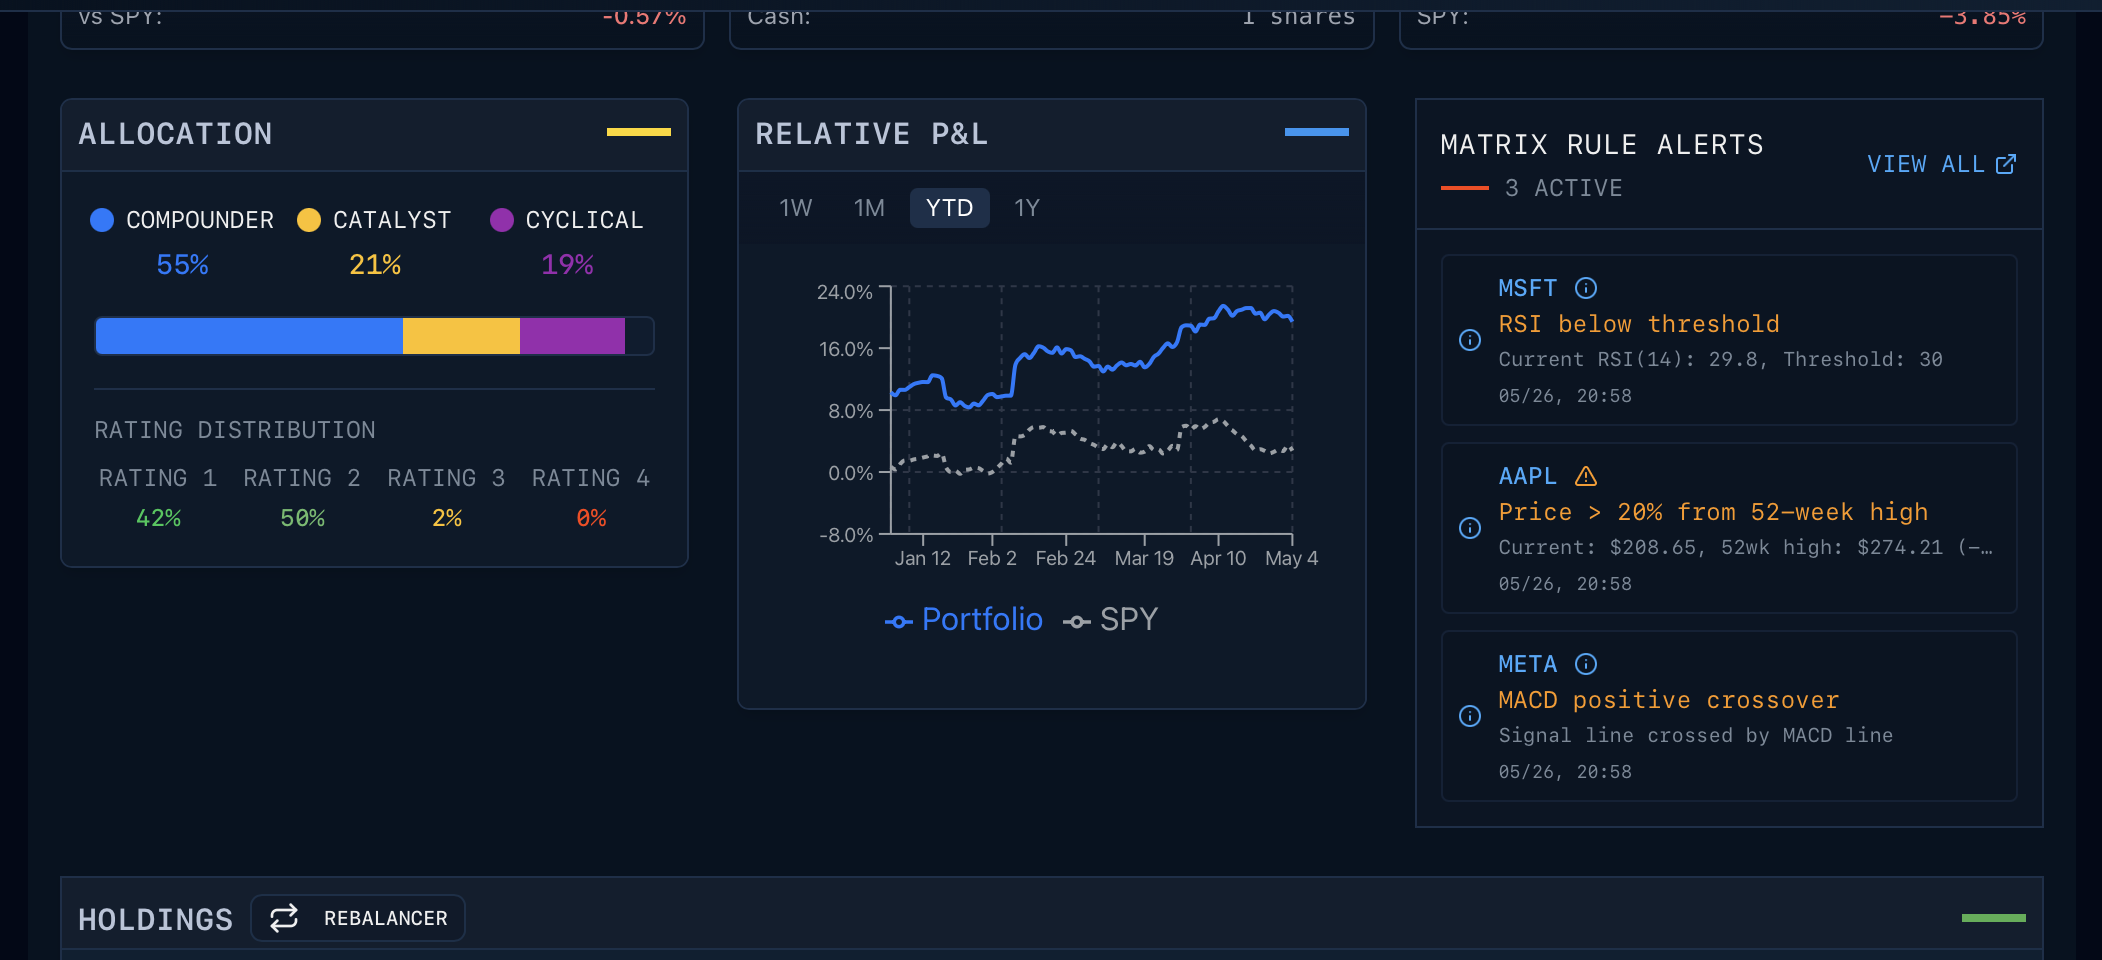 vs SPY: -0.57%
Cash: 1 shares
SPY: -3.85%
ALLOCATION
COMPOUNDER CATALYST CYCLICAL
55% 21% 19%
RATING DISTRIBUTION
RATING 1 RATING 2 RATING 3 RATING 4
42% 50% 2% 0%
RELATIVE P&L
1W 1M YTD 1Y
24.0%
16.0%
8.0%
0.0%
-8.0%
Jan 12 Feb 2 Feb 24 Mar 19 Apr 10 May 4
Portfolio SPY
MATRIX RULE ALERTS
3 ACTIVE
VIEW ALL
MSFT
RSI below threshold
Current RSI(14): 29.8, Threshold: 30
05/26, 20:58
AAPL
Price > 20% from 52-week high
Current: $208.65, 52wk high: $274.21 (-…
05/26, 20:58
META
MACD positive crossover
Signal line crossed by MACD line
05/26, 20:58
HOLDINGS REBALANCER